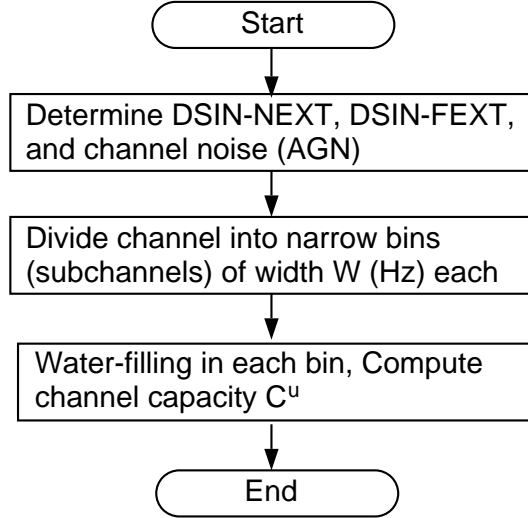 Start
Determine DSIN-NEXT, DSIN-FEXT,
and channel noise (AGN)
Divide channel into narrow bins
(subchannels) of width W (Hz) each
Water-filling in each bin, Compute
channel capacity Cᵘ
End